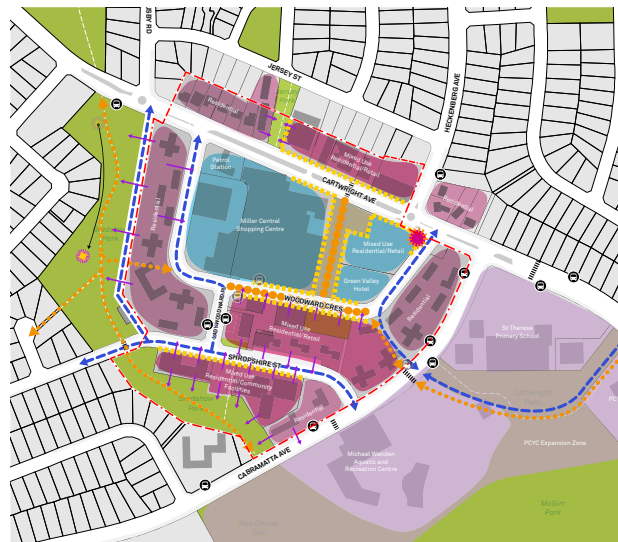 JERSEY ST
HECKENBERG AVE
Residential
Mixed Use
Residential/Retail
Petrol
Station
CARTWRIGHT AVE
Residential
Miller Central
Shopping Centre
Mixed Use
Residential/Retail
Residential
Green Valley
Hotel
WOODWARD CRES
Residential
Mixed Use
Residential/Retail
St Therese
Primary School
SHROPSHIRE ST
Mixed Use
Residential/Community
Facilities
Residential
CABRAMATTA AVE
Michael Wenden
Aquatic and
Recreation Centre
PCYC Expansion Zone
McGirr
Park